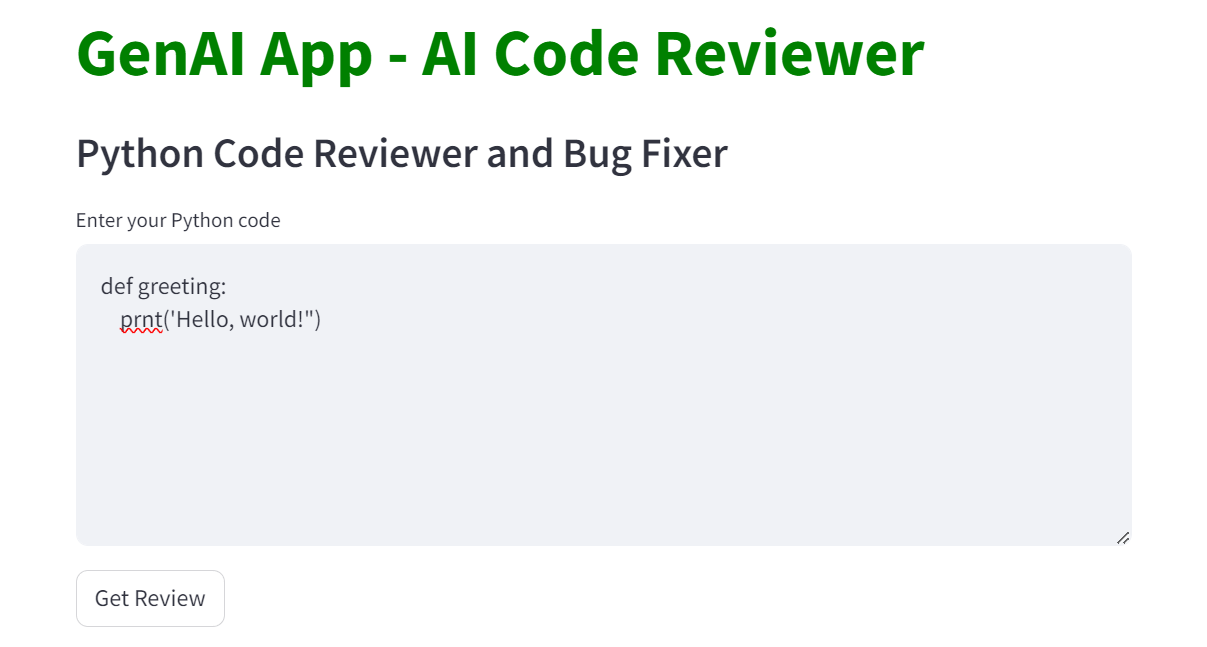 GenAI App - AI Code Reviewer
Python Code Reviewer and Bug Fixer
Enter your Python code
def greeting:
    prnt('Hello, world!")
Get Review